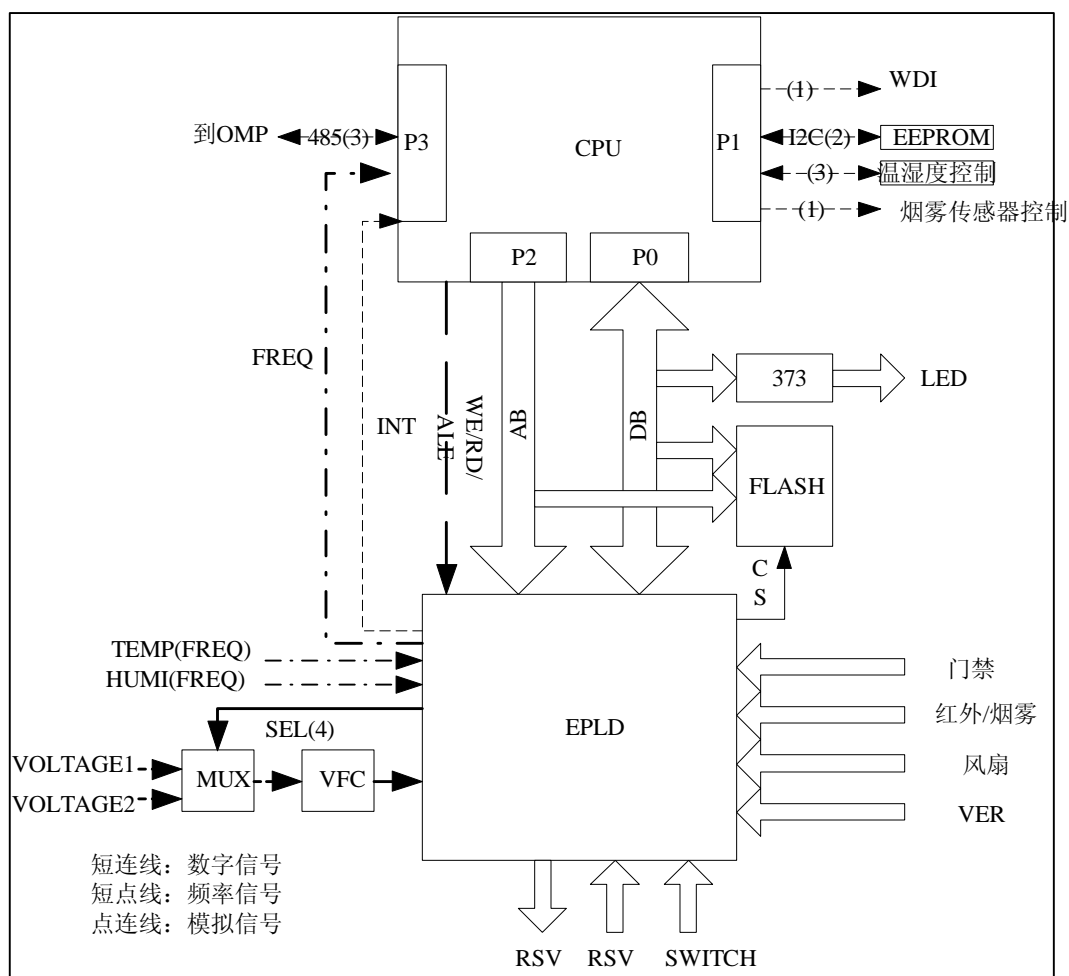 CPU
P3
P1
P2
P0
(1)
WDI
到OMP
485(3)
I2C(2)
EEPROM
(3)
温湿度控制
(1)
烟雾传感器控制
FREQ
INT
WE/RD/
ALE
AB
DB
373
LED
FLASH
CS
TEMP(FREQ)
HUMI(FREQ)
SEL(4)
EPLD
VOLTAGE1
VOLTAGE2
MUX
VFC
门禁
红外/烟雾
风扇
VER
短连线：数字信号
短点线：频率信号
点连线：模拟信号
RSV
RSV
SWITCH